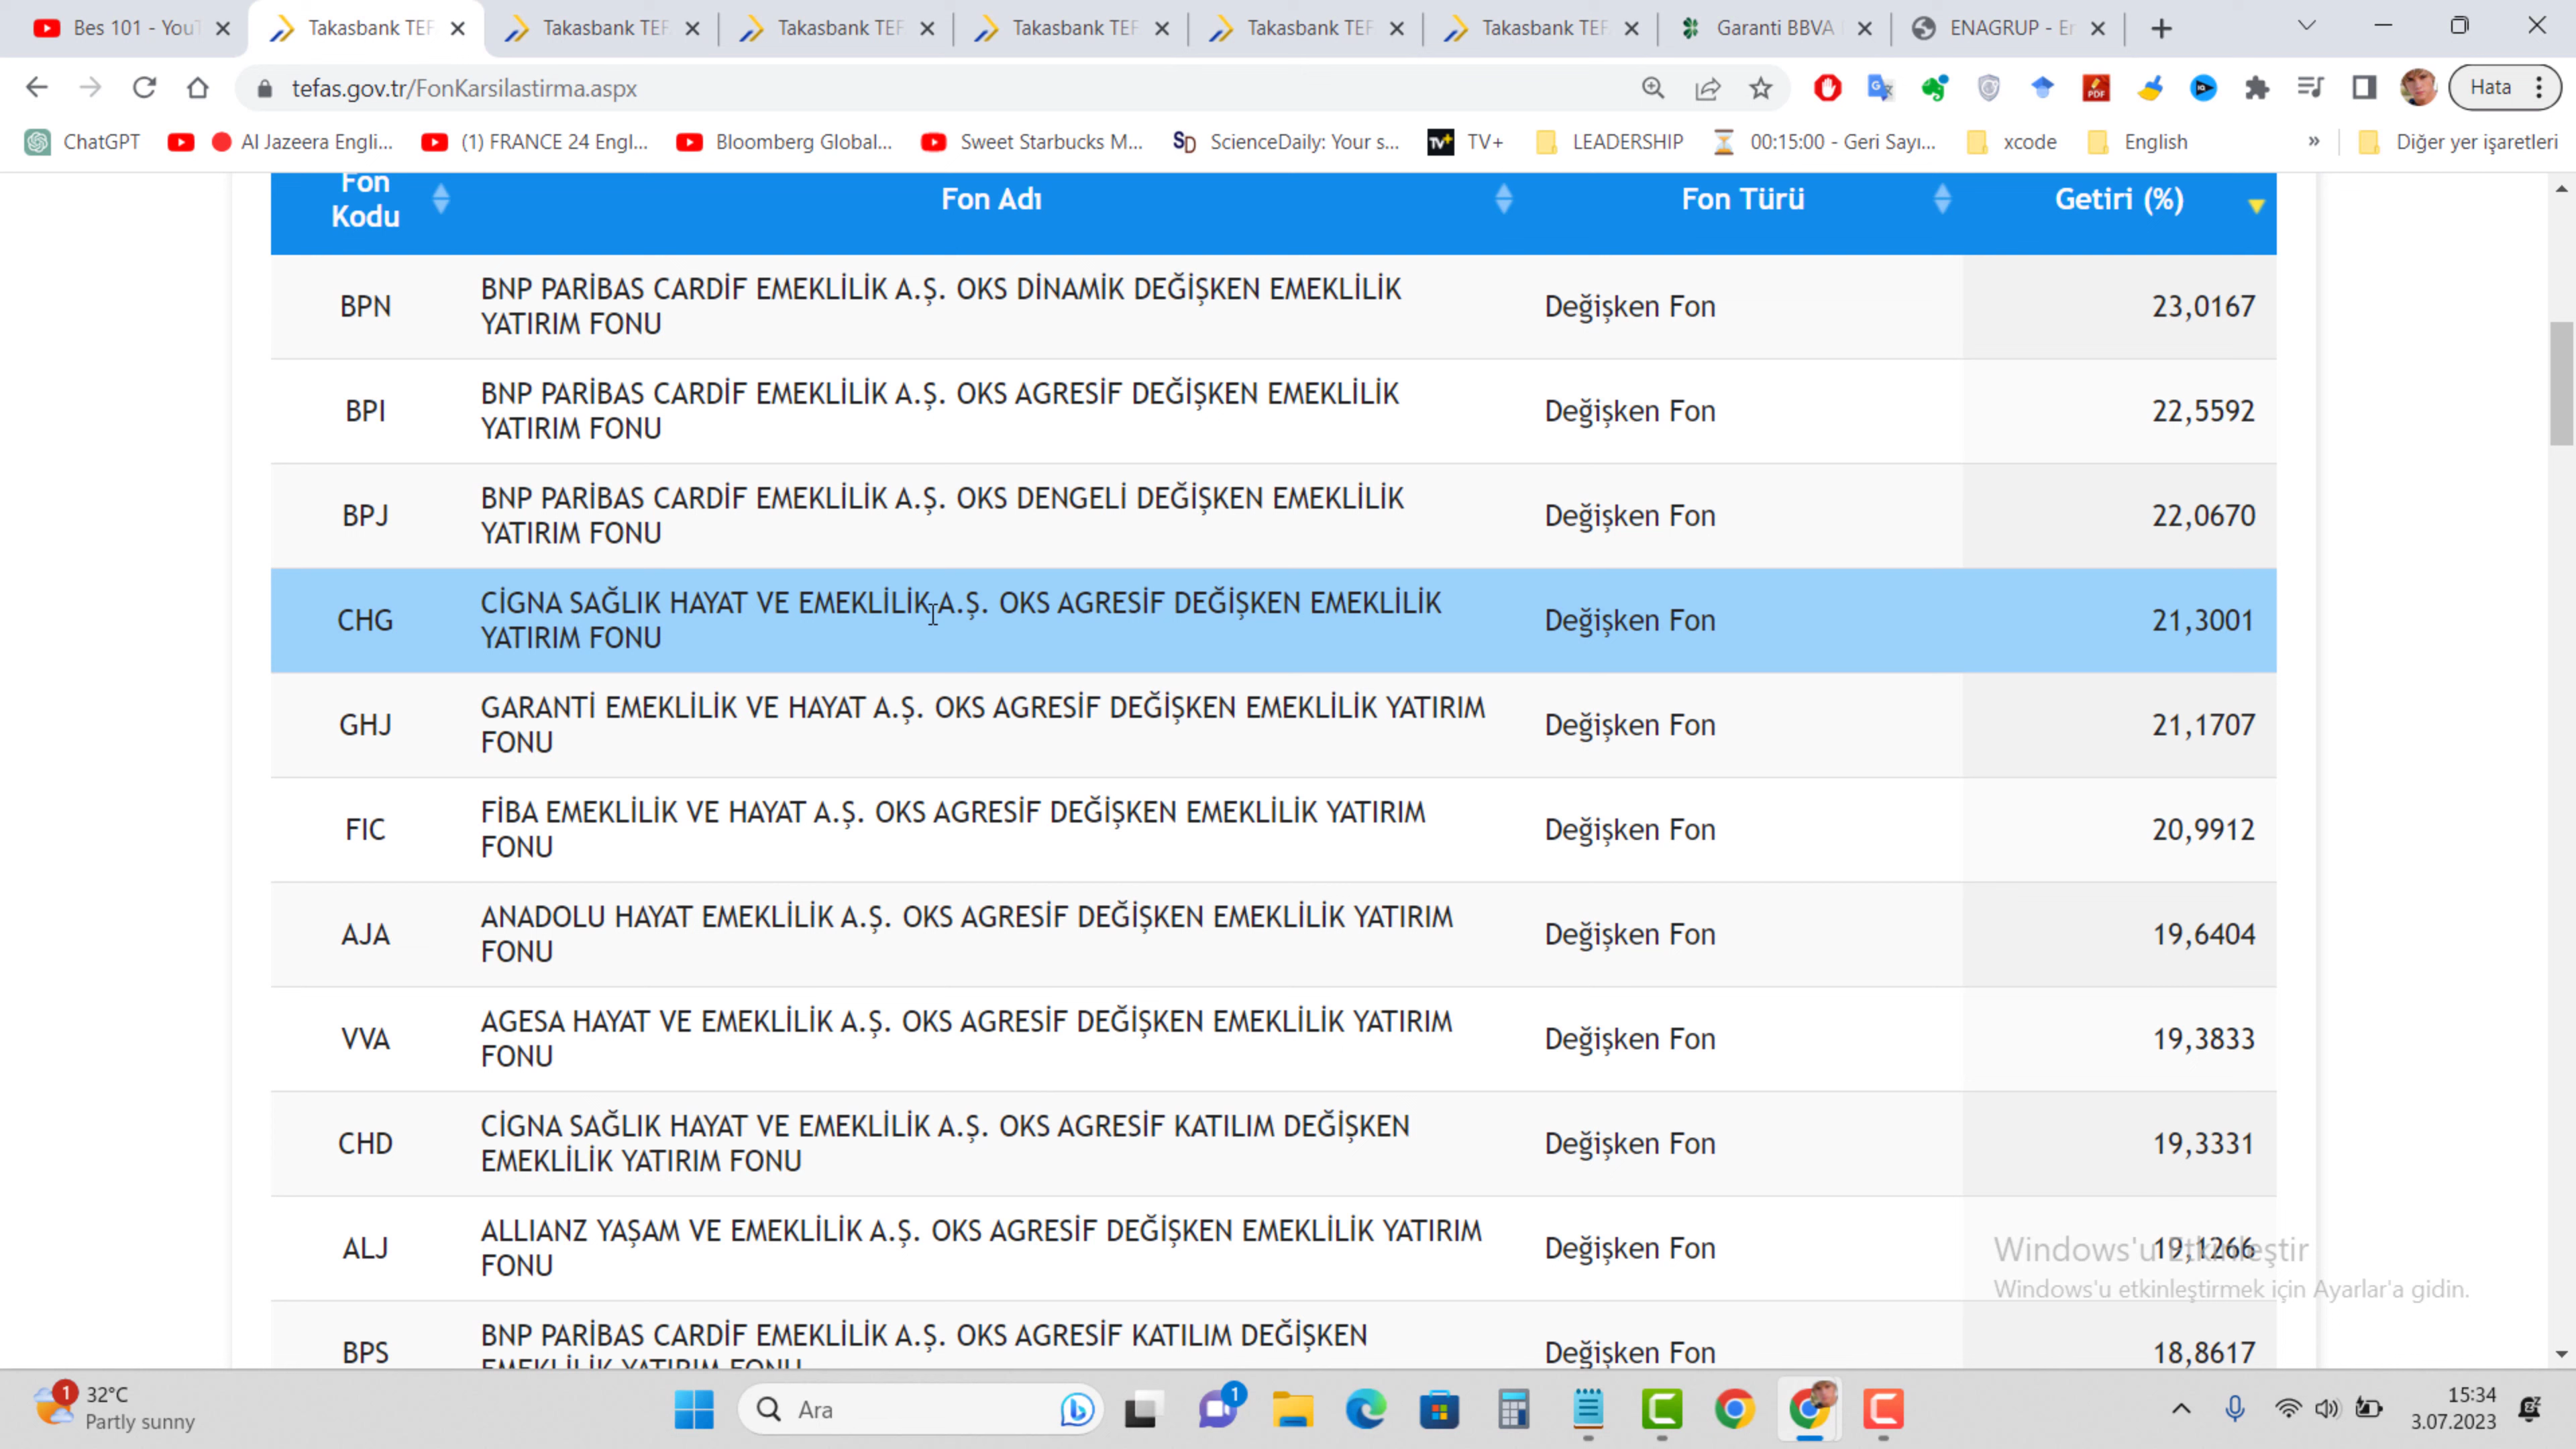 Bes 101 - YouT
Takasbank TEF
Takasbank TEF
Takasbank TEF
Takasbank TEF
Takasbank TEF
Takasbank TEF
Garanti BBVA
ENAGRUP - En
tefas.gov.tr/FonKarsilastirma.aspx
Hata
ChatGPT
Al Jazeera Engli...
(1) FRANCE 24 Engl...
Bloomberg Global...
Sweet Starbucks M...
SD
ScienceDaily: Your s...
TV+
LEADERSHIP
00:15:00 - Geri Sayı...
xcode
English
»
Diğer yer işaretleri
Fon
Kodu
Fon Adı
Fon Türü
Getiri (%)
BPN
BNP PARİBAS CARDİF EMEKLİLİK A.Ş. OKS DİNAMİK DEĞİŞKEN EMEKLİLİK
YATIRIM FONU
Değişken Fon
23,0167
BPI
BNP PARİBAS CARDİF EMEKLİLİK A.Ş. OKS AGRESİF DEĞİŞKEN EMEKLİLİK
YATIRIM FONU
Değişken Fon
22,5592
BPJ
BNP PARİBAS CARDİF EMEKLİLİK A.Ş. OKS DENGELİ DEĞİŞKEN EMEKLİLİK
YATIRIM FONU
Değişken Fon
22,0670
CHG
CİGNA SAĞLIK HAYAT VE EMEKLİLİK A.Ş. OKS AGRESİF DEĞİŞKEN EMEKLİLİK
YATIRIM FONU
Değişken Fon
21,3001
GHJ
GARANTİ EMEKLİLİK VE HAYAT A.Ş. OKS AGRESİF DEĞİŞKEN EMEKLİLİK YATIRIM
FONU
Değişken Fon
21,1707
FIC
FİBA EMEKLİLİK VE HAYAT A.Ş. OKS AGRESİF DEĞİŞKEN EMEKLİLİK YATIRIM
FONU
Değişken Fon
20,9912
AJA
ANADOLU HAYAT EMEKLİLİK A.Ş. OKS AGRESİF DEĞİŞKEN EMEKLİLİK YATIRIM
FONU
Değişken Fon
19,6404
VVA
AGESA HAYAT VE EMEKLİLİK A.Ş. OKS AGRESİF DEĞİŞKEN EMEKLİLİK YATIRIM
FONU
Değişken Fon
19,3833
CHD
CİGNA SAĞLIK HAYAT VE EMEKLİLİK A.Ş. OKS AGRESİF KATILIM DEĞİŞKEN
EMEKLİLİK YATIRIM FONU
Değişken Fon
19,3331
ALJ
ALLIANZ YAŞAM VE EMEKLİLİK A.Ş. OKS AGRESİF DEĞİŞKEN EMEKLİLİK YATIRIM
FONU
Değişken Fon
19,1266
Windows'u Etkinleştir
Windows'u etkinleştirmek için Ayarlar'a gidin.
BPS
BNP PARİBAS CARDİF EMEKLİLİK A.Ş. OKS AGRESİF KATILIM DEĞİŞKEN
EMEKLİLİK YATIRIM FONU
Değişken Fon
18,8617
1
32°C
Partly sunny
Ara
1
15:34
3.07.2023